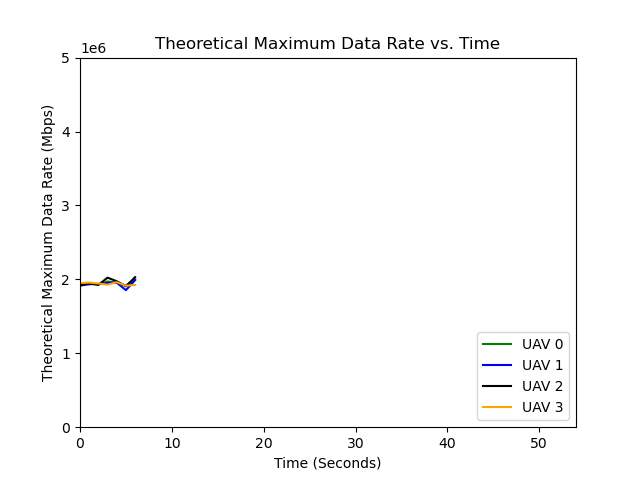 Theoretical Maximum Data Rate vs. Time
1e6
5
4
3
2
1
0
Theoretical Maximum Data Rate (Mbps)
UAV 0
UAV 1
UAV 2
UAV 3
0 10 20 30 40 50
Time (Seconds)